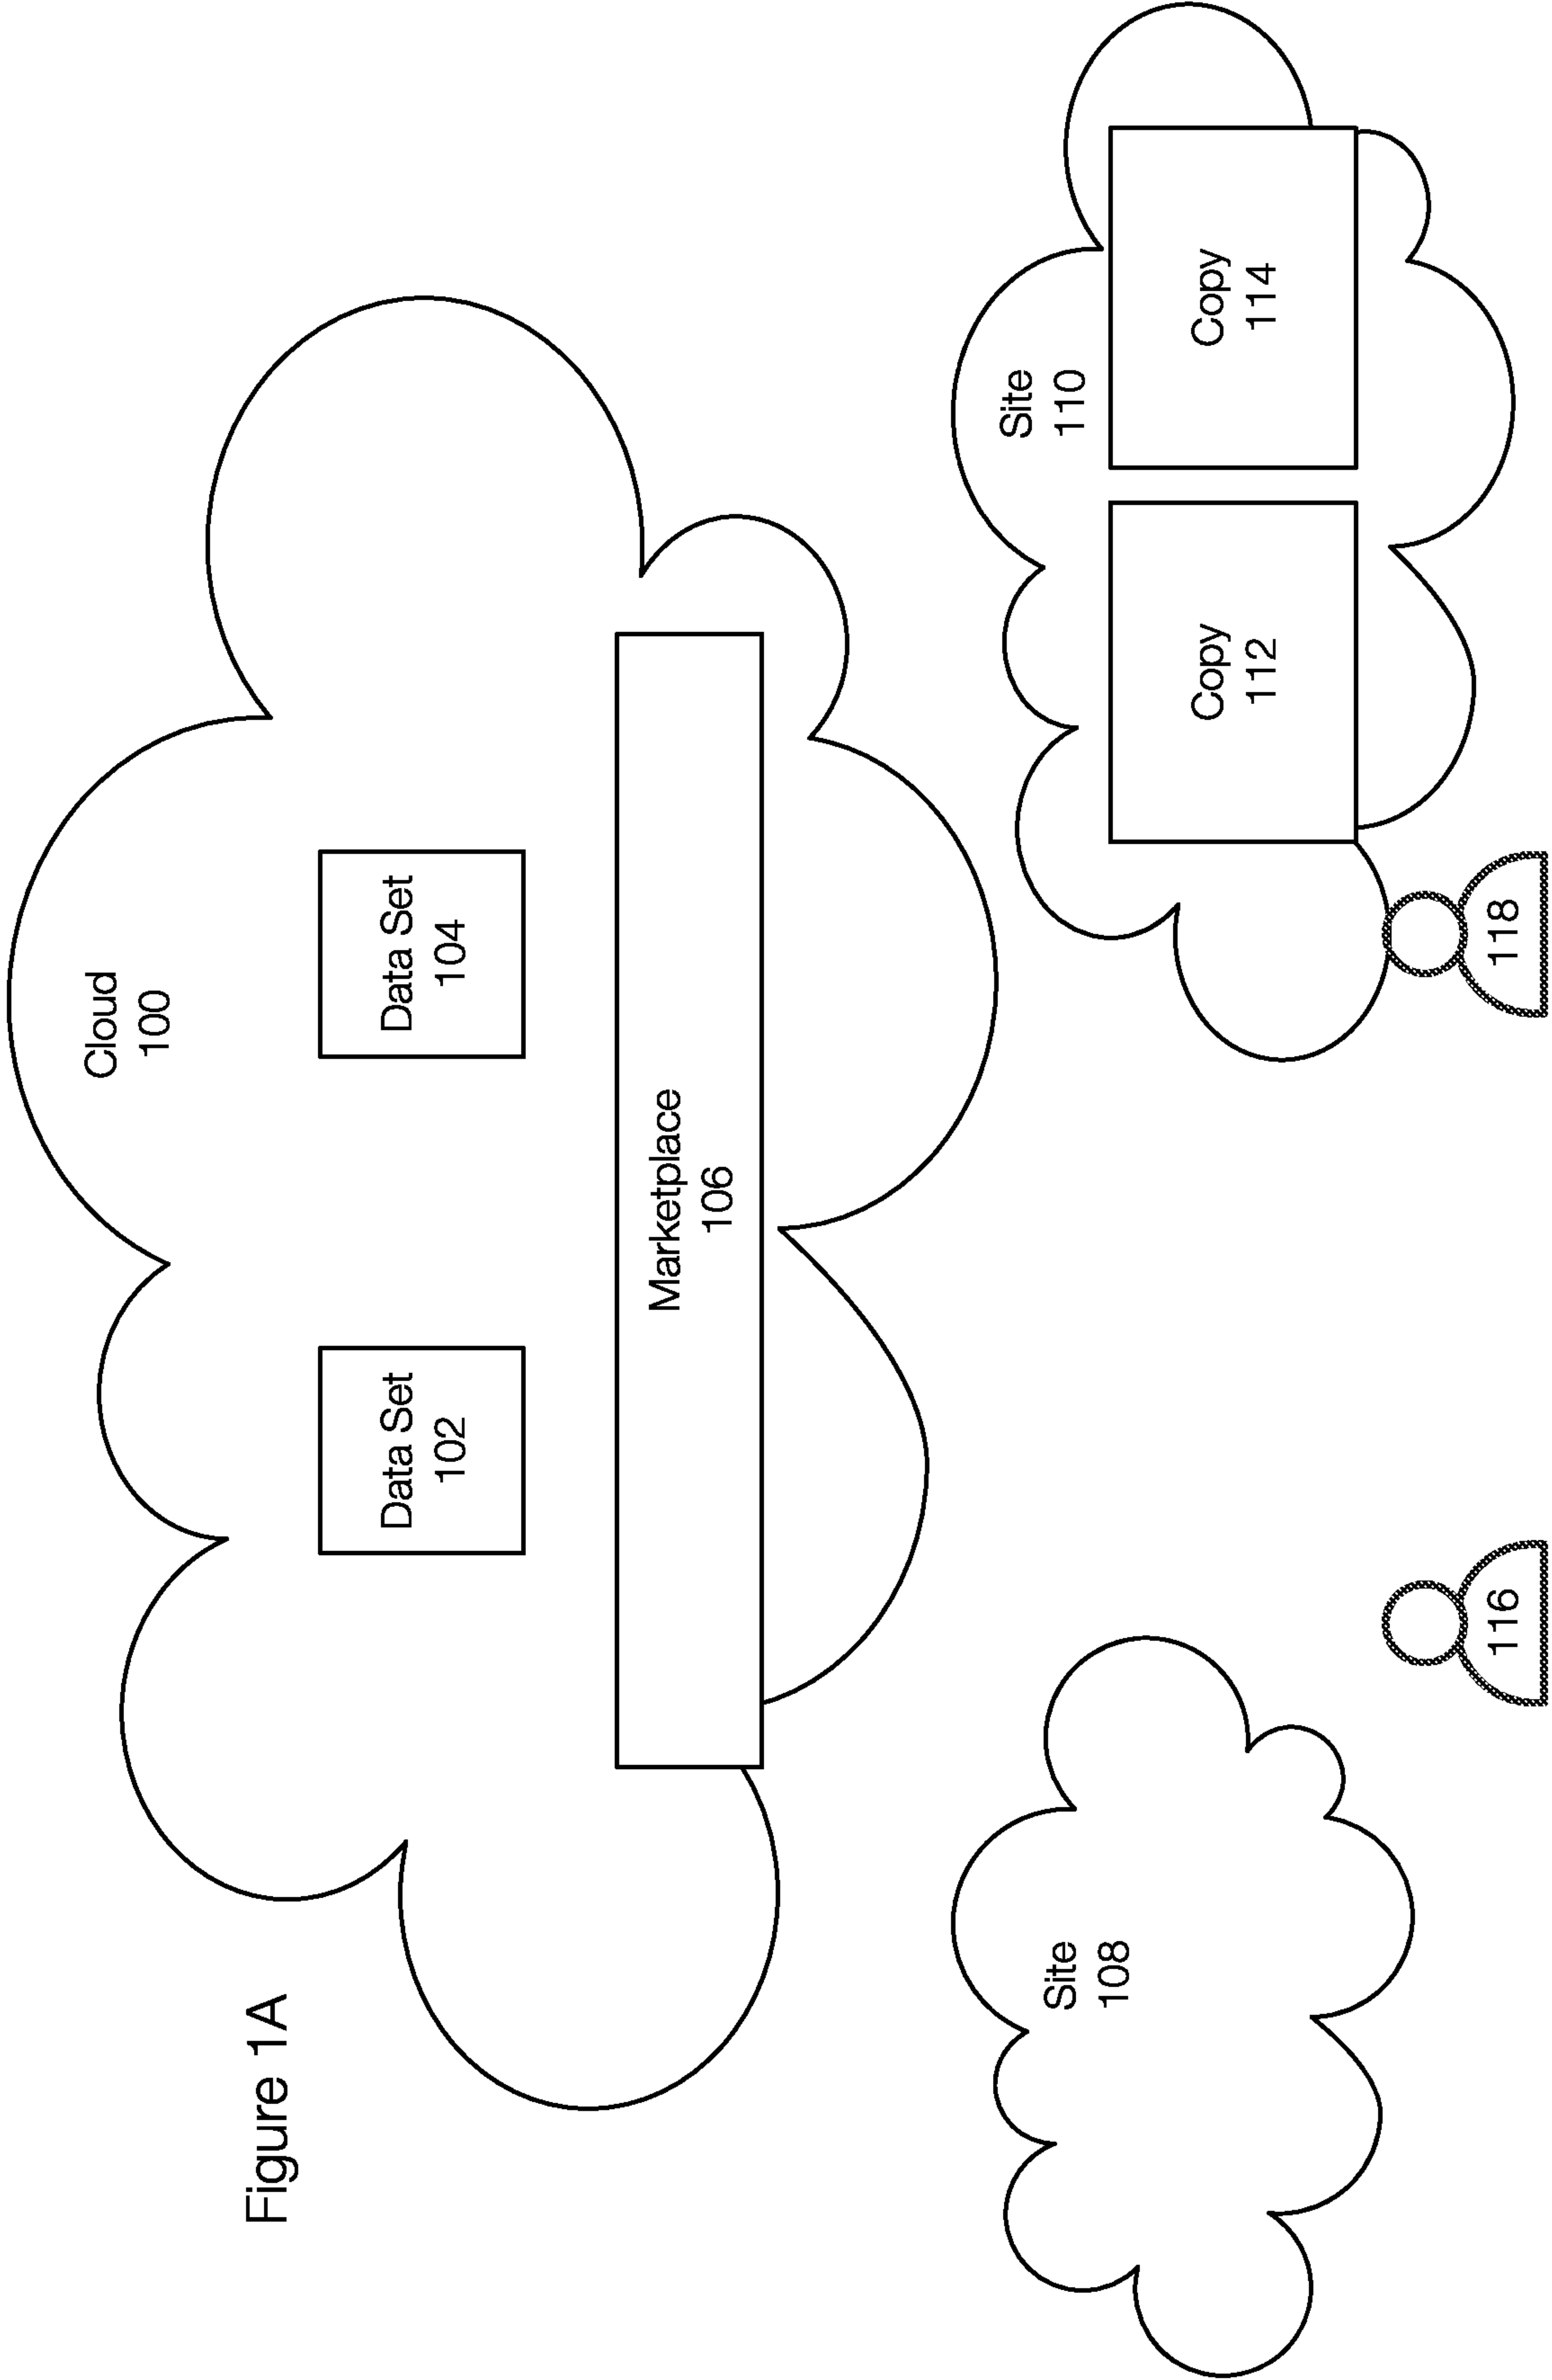 Figure 1A
Cloud
100
Data Set
102
Data Set
104
Marketplace
106
Site
108
Site
110
Copy
112
Copy
114
116
118